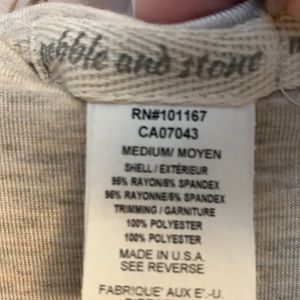 pebble and stone
RN#101167
CA07043
MEDIUM/ MOYEN
SHELL / EXTÉRIEUR
95% RAYON/5% SPANDEX
95% RAYONNE/5% SPANDEX
TRIMMING / GARNITURE
100% POLYESTER
100% POLYESTER
MADE IN U.S.A
SEE REVERSE
FABRIQUÉ AUX É'-U